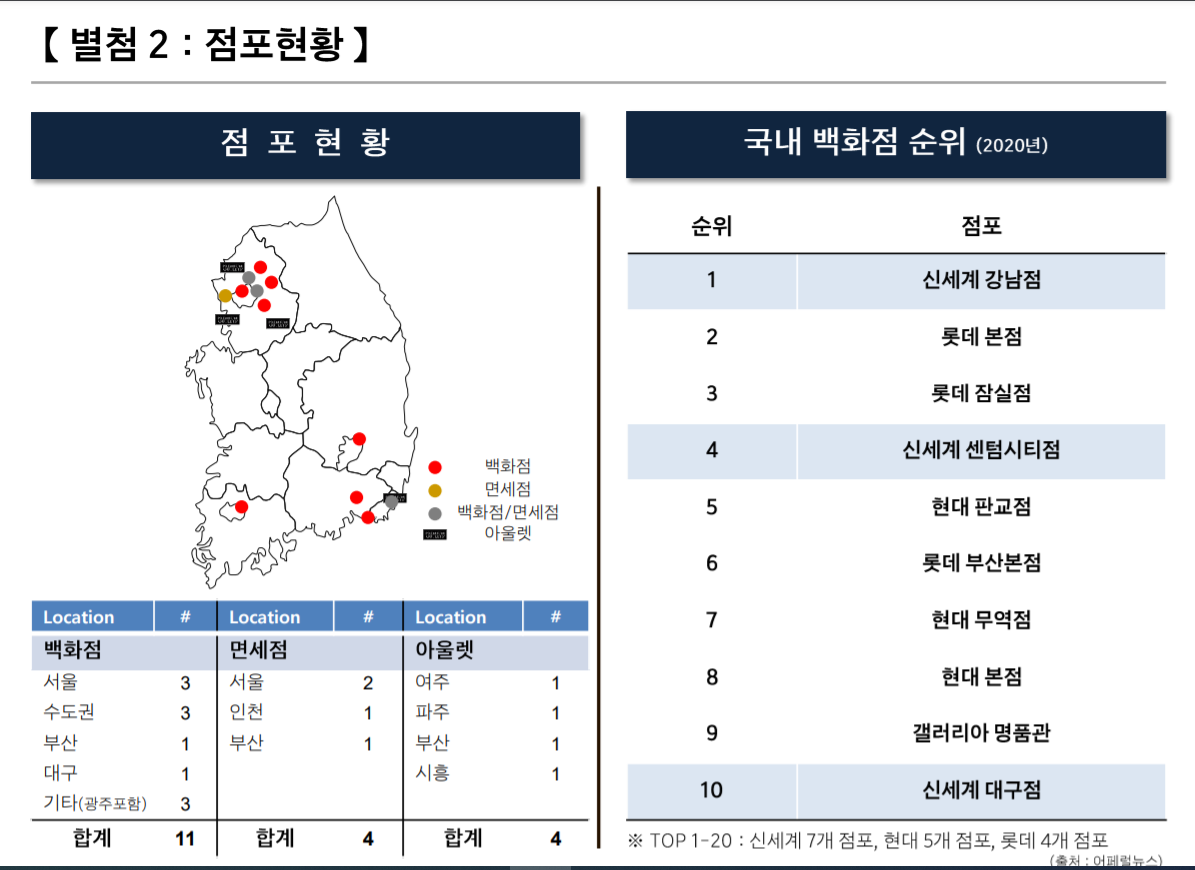 【 별첨 2 : 점포현황 】
점 포 현 황
백화점
면세점
백화점/면세점
아울렛
Location # Location # Location #
백화점 면세점 아울렛
서울 3 서울 2 여주 1
수도권 3 인천 1 파주 1
부산 1 부산 1 부산 1
대구 1 시흥 1
기타(광주포함) 3
합계 11 합계 4 합계 4
국내 백화점 순위 (2020년)
순위 점포
1 신세계 강남점
2 롯데 본점
3 롯데 잠실점
4 신세계 센텀시티점
5 현대 판교점
6 롯데 부산본점
7 현대 무역점
8 현대 본점
9 갤러리아 명품관
10 신세계 대구점
※ TOP 1-20 : 신세계 7개 점포, 현대 5개 점포, 롯데 4개 점포
(출처 : 어페럴뉴스)